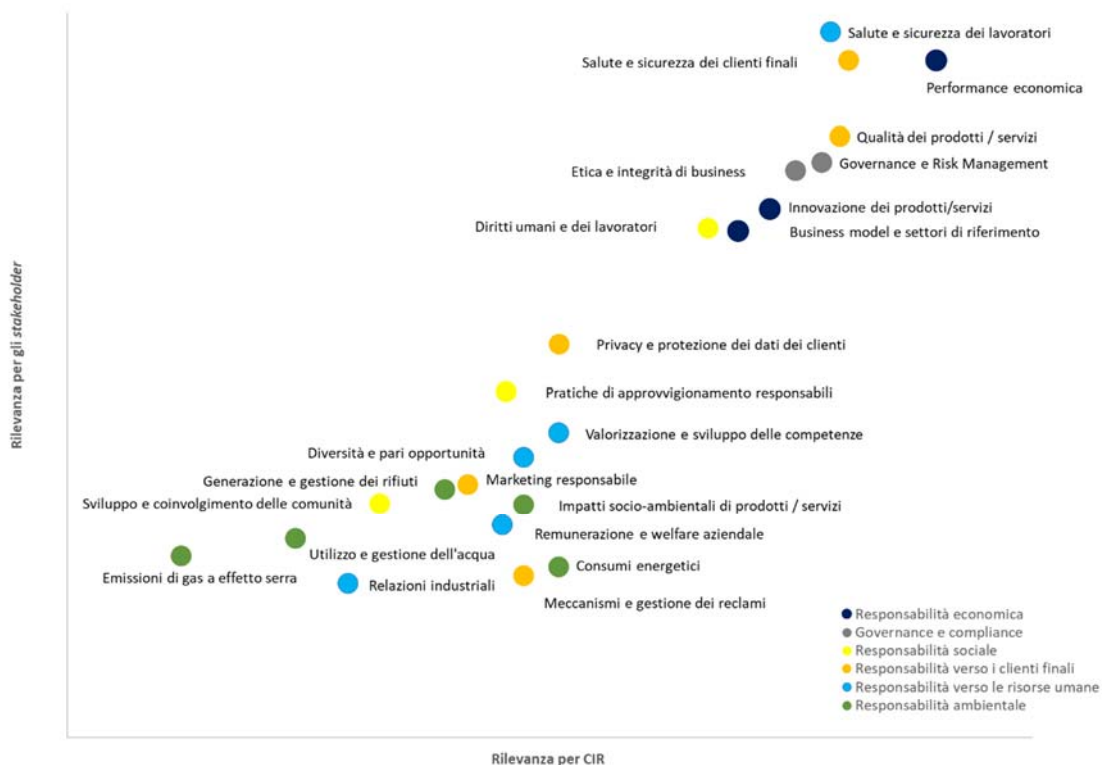 Salute e sicurezza dei lavoratori
Salute e sicurezza dei clienti finali
Performance economica
Qualità dei prodotti / servizi
Governance e Risk Management
Etica e integrità di business
Innovazione dei prodotti/servizi
Diritti umani e dei lavoratori
Business model e settori di riferimento
Rilevanza per gli stakeholder
Privacy e protezione dei dati dei clienti
Pratiche di approvvigionamento responsabili
Valorizzazione e sviluppo delle competenze
Diversità e pari opportunità
Generazione e gestione dei rifiuti
Marketing responsabile
Sviluppo e coinvolgimento delle comunità
Impatti socio-ambientali di prodotti / servizi
Remunerazione e welfare aziendale
Utilizzo e gestione dell'acqua
Consumi energetici
Emissioni di gas a effetto serra
Relazioni industriali
Meccanismi e gestione dei reclami
Responsabilità economica
Governance e compliance
Responsabilità sociale
Responsabilità verso i clienti finali
Responsabilità verso le risorse umane
Responsabilità ambientale
Rilevanza per CIR